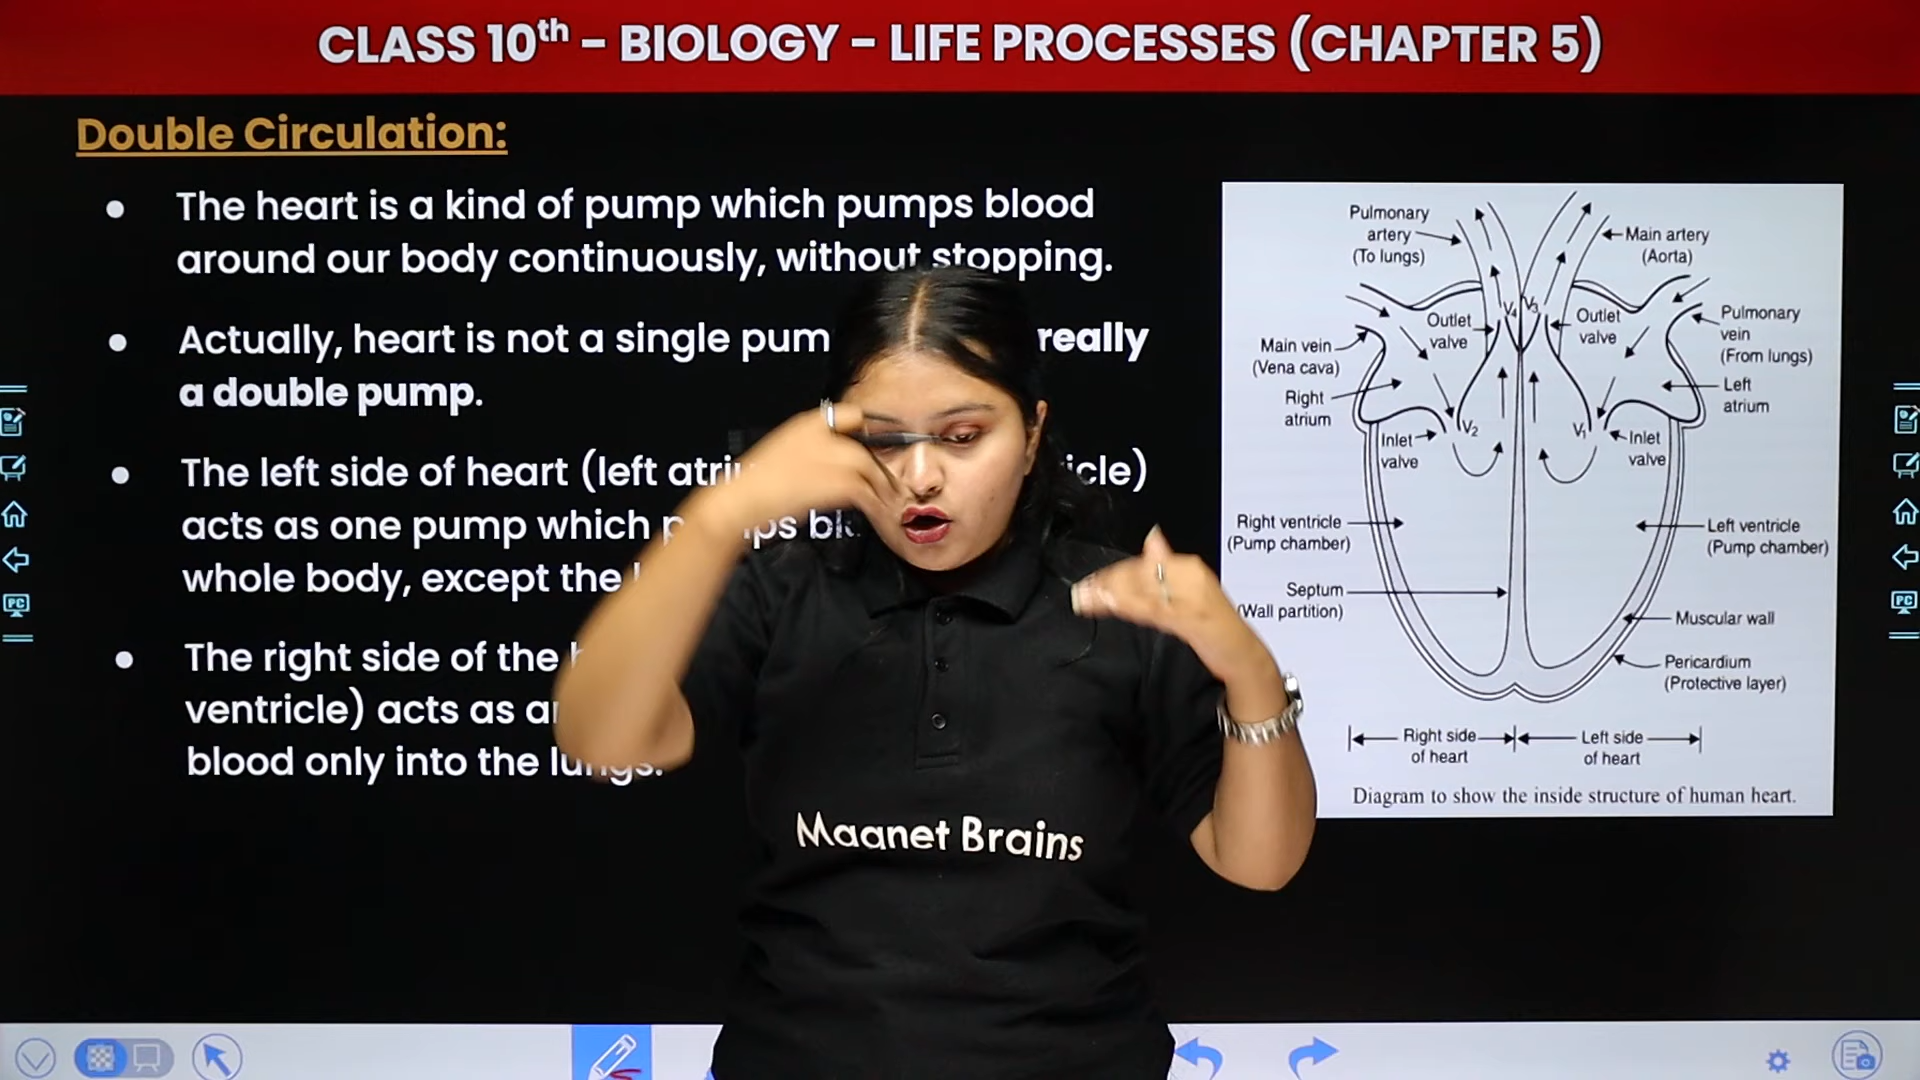 CLASS 10th – BIOLOGY – LIFE PROCESSES (CHAPTER 5)
Double Circulation:
● The heart is a kind of pump which pumps blood
around our body continuously, without stopping.
● Actually, heart is not a single pum really
a double pump.
● The left side of heart (left atri icle)
acts as one pump which p ps bl
whole body, except the
● The right side of the
ventricle) acts as a
blood only into the lungs.
Pulmonary
artery
(To lungs)
Main artery
(Aorta)
Outlet
valve
V4
V3
Outlet
valve
Pulmonary
vein
(From lungs)
Main vein
(Vena cava)
Right
atrium
Left
atrium
Inlet
valve
V2
V1
Inlet
valve
Right ventricle
(Pump chamber)
Left ventricle
(Pump chamber)
Septum
(Wall partition)
Muscular wall
Pericardium
(Protective layer)
Right side
of heart
Left side
of heart
Diagram to show the inside structure of human heart.
Maanet Brains
PC
PC